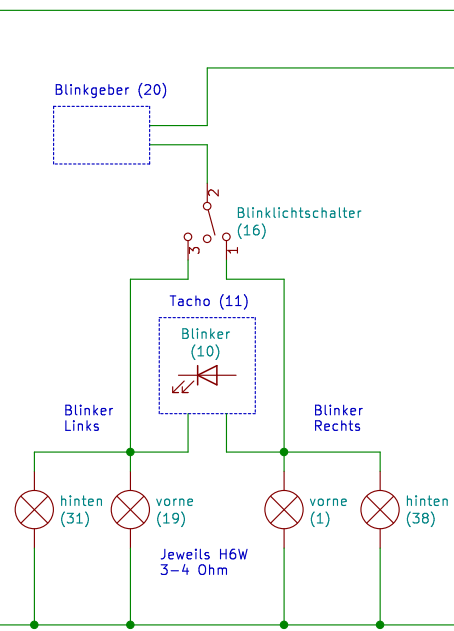 Blinkgeber (20)
2
Blinklichtschalter
(16)
3
1
Tacho (11)
Blinker
(10)
Blinker
Links
Blinker
Rechts
hinten
(31)
vorne
(19)
vorne
(1)
hinten
(38)
Jeweils H6W
3-4 Ohm